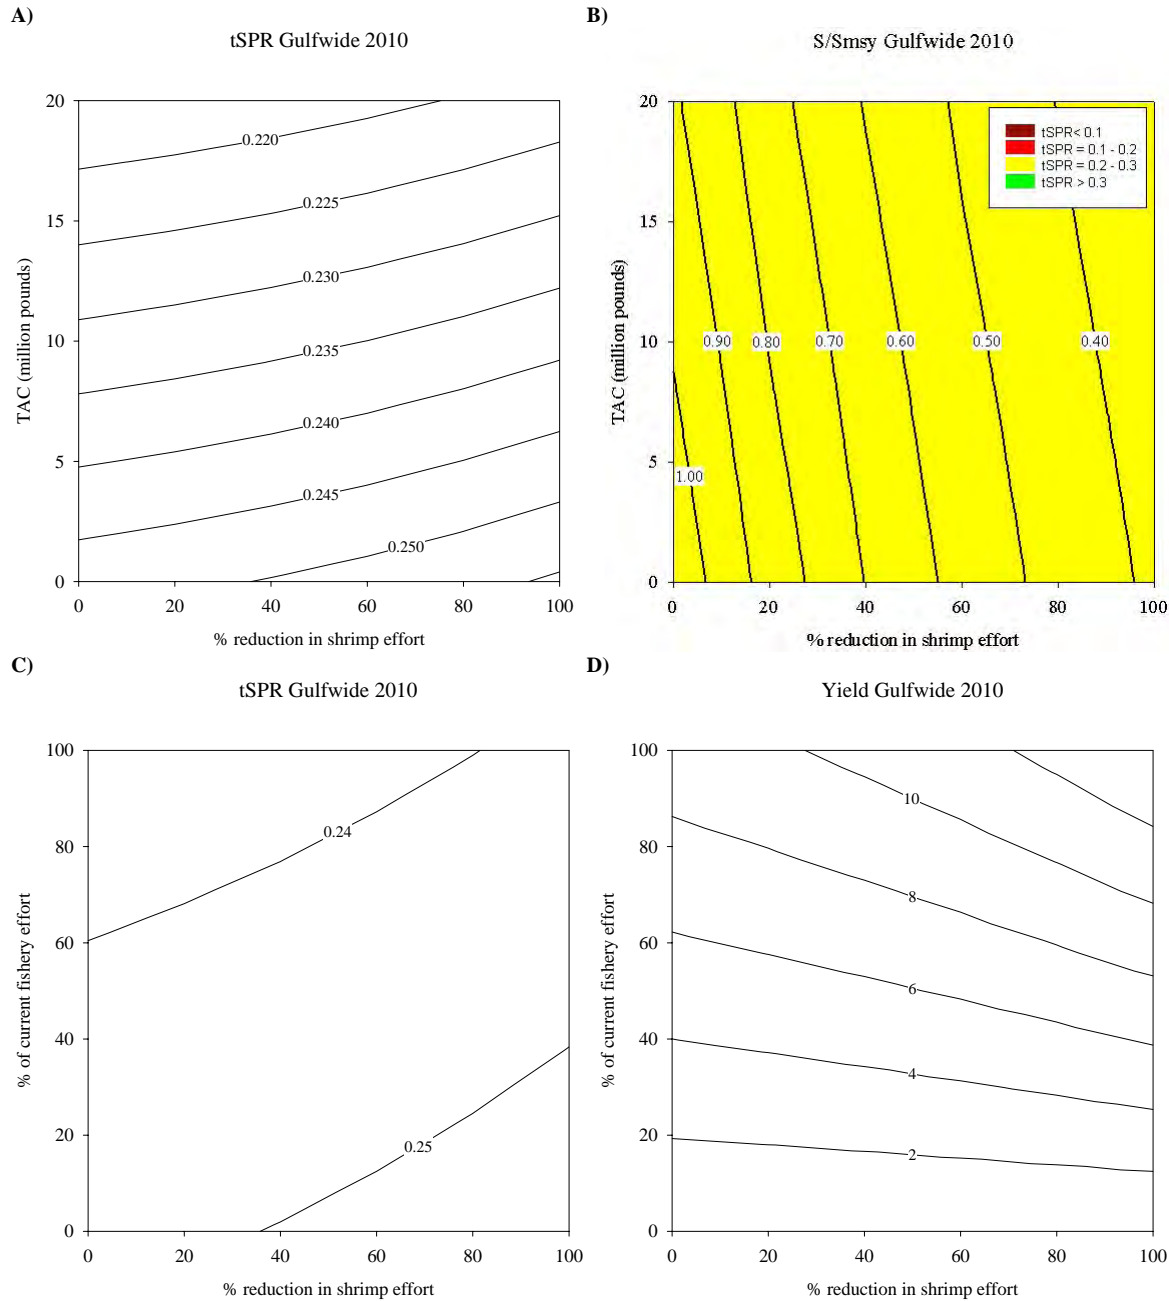 A)
tSPR Gulfwide 2010
20
15
10
5
0
TAC (million pounds)
0.220
0.225
0.230
0.235
0.240
0.245
0.250
0 20 40 60 80 100
% reduction in shrimp effort
B)
S/Smsy Gulfwide 2010
20
15
10
5
0
TAC (million pounds)
tSPR< 0.1
tSPR = 0.1 - 0.2
tSPR = 0.2 - 0.3
tSPR > 0.3
0.90 0.80 0.70 0.60 0.50 0.40
1.00
0 20 40 60 80 100
% reduction in shrimp effort
C)
tSPR Gulfwide 2010
100
80
60
40
20
0
% of current fishery effort
0.24
0.25
0 20 40 60 80 100
% reduction in shrimp effort
D)
Yield Gulfwide 2010
100
80
60
40
20
0
% of current fishery effort
10
8
6
4
2
0 20 40 60 80 100
% reduction in shrimp effort